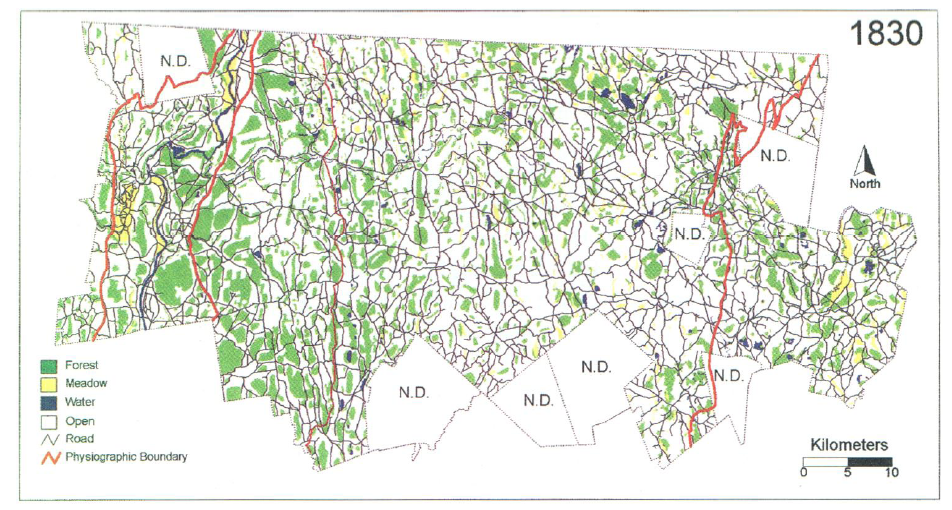 1830
N.D.
N.D.
North
N.D.
Forest
Meadow
Water
Open
Road
Physiographic Boundary
N.D.
N.D.
N.D.
N.D.
Kilometers
0 5 10